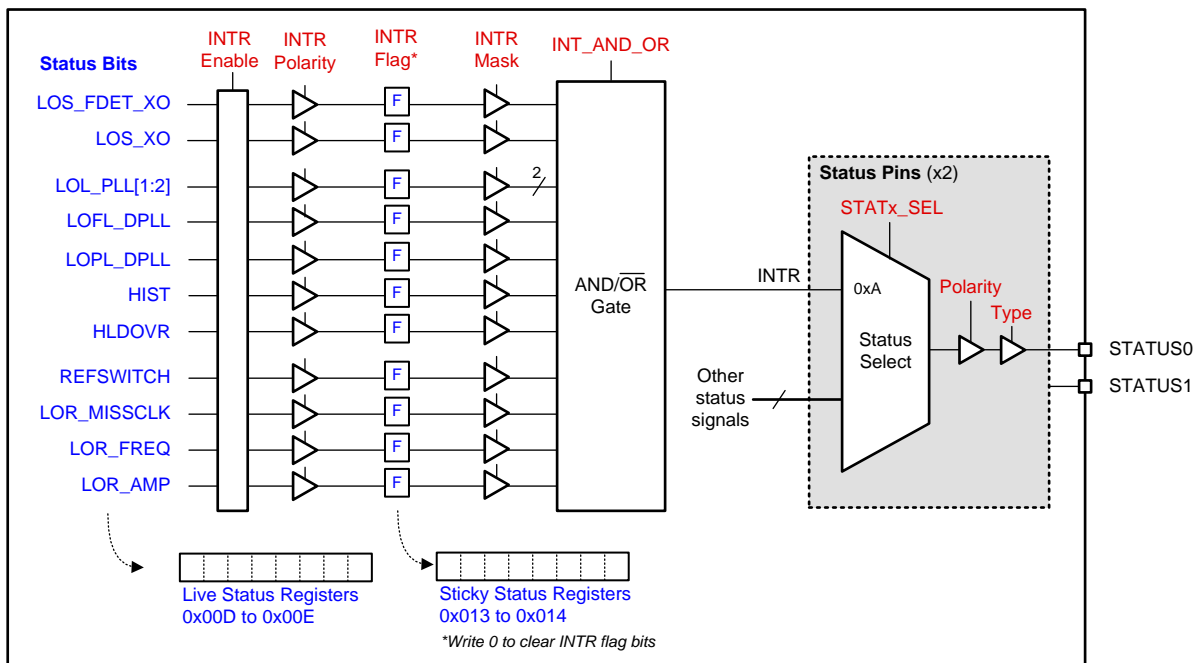 INTR
Enable
INTR
Polarity
INTR
Flag*
INTR
Mask
INT_AND_OR
Status Bits
LOS_FDET_XO
LOS_XO
LOL_PLL[1:2]
LOFL_DPLL
LOPL_DPLL
HIST
HLDOVR
REFSWITCH
LOR_MISSCLK
LOR_FREQ
LOR_AMP
F
F
F
F
F
F
F
F
F
F
F
2
AND/OR
Gate
INTR
Status Pins (x2)
STATx_SEL
0xA
Status
Select
Polarity
Type
Other
status
signals
STATUS0
STATUS1
Live Status Registers
0x00D to 0x00E
Sticky Status Registers
0x013 to 0x014
*Write 0 to clear INTR flag bits